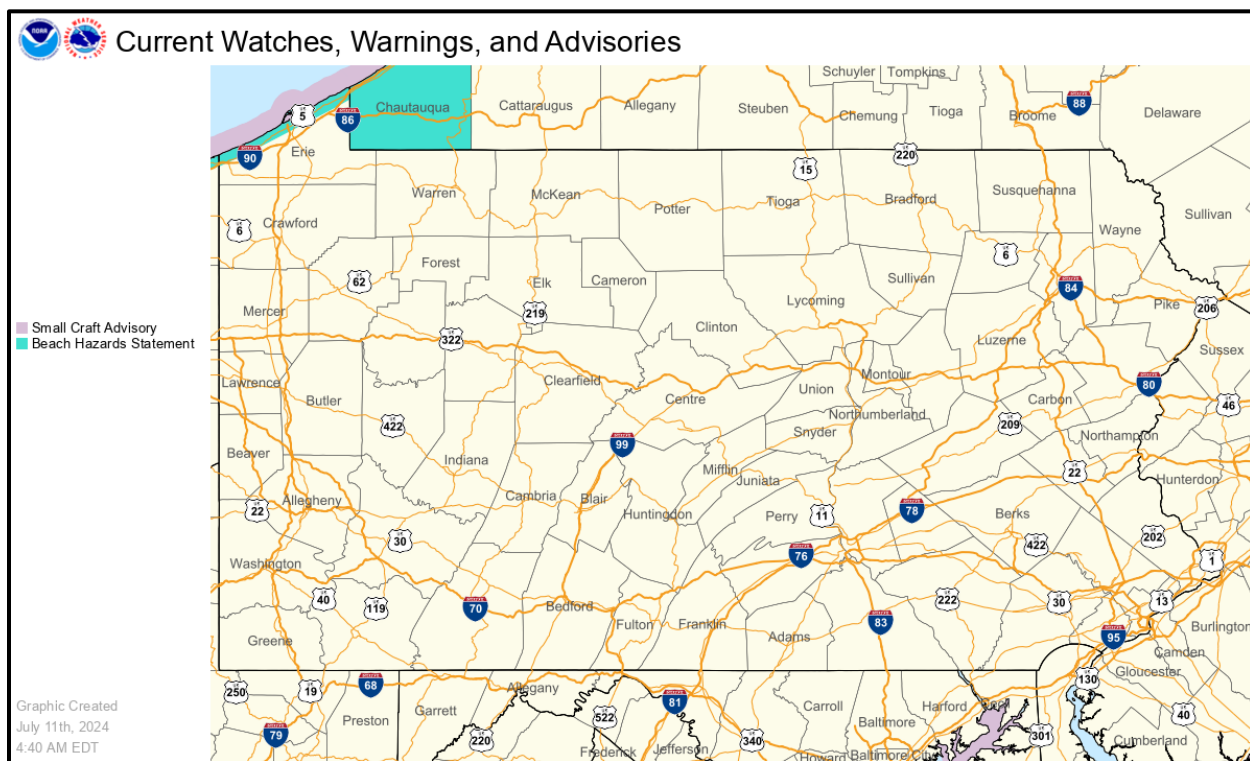 NOAA
Current Watches, Warnings, and Advisories
Small Craft Advisory
Beach Hazards Statement
Graphic Created
July 11th, 2024
4:40 AM EDT
Schuyler
Tompkins
Chautauqua
Cattaraugus
Allegany
Steuben
Chemung
Tioga
Broome
88
Delaware
5
86
90
Erie
15
220
Warren
McKean
Potter
Tioga
Bradford
Susquehanna
Wayne
Sullivan
Crawford
6
62
Forest
Elk
Cameron
Sullivan
6
84
Pike
206
Mercer
219
Lycoming
322
Clinton
Luzerne
Sussex
Lawrence
Butler
Clearfield
Centre
Union
Montour
Carbon
80
46
422
99
Northumberland
Snyder
209
Northampton
Beaver
Indiana
Mifflin
Juniata
22
Hunterdon
Allegheny
22
Cambria
Blair
Huntingdon
Perry
11
78
Berks
30
76
422
202
1
Washington
40
119
70
Bedford
222
30
13
Greene
Fulton
Franklin
Adams
83
95
Burlington
Camden
Gloucester
250
19
68
Allegany
81
130
Preston
Garrett
522
Carroll
Harford
40
79
220
Frederick
Jefferson
340
Baltimore
301
Cumberland
Howard
Baltimore City